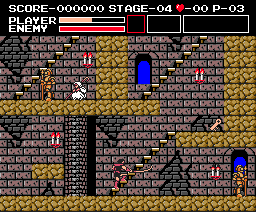 SCORE-000000 STAGE-04 ♥-00 P-03
PLAYER
ENEMY